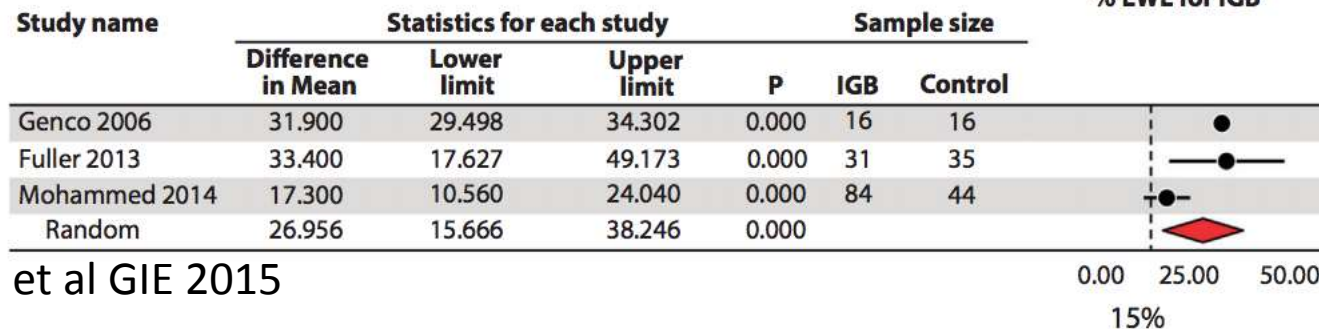 % EWL for IGB
Study name Statistics for each study Sample size
Difference in Mean Lower limit Upper limit P IGB Control
Genco 2006 31.900 29.498 34.302 0.000 16 16
Fuller 2013 33.400 17.627 49.173 0.000 31 35
Mohammed 2014 17.300 10.560 24.040 0.000 84 44
Random 26.956 15.666 38.246 0.000
et al GIE 2015
0.00 25.00 50.00
15%